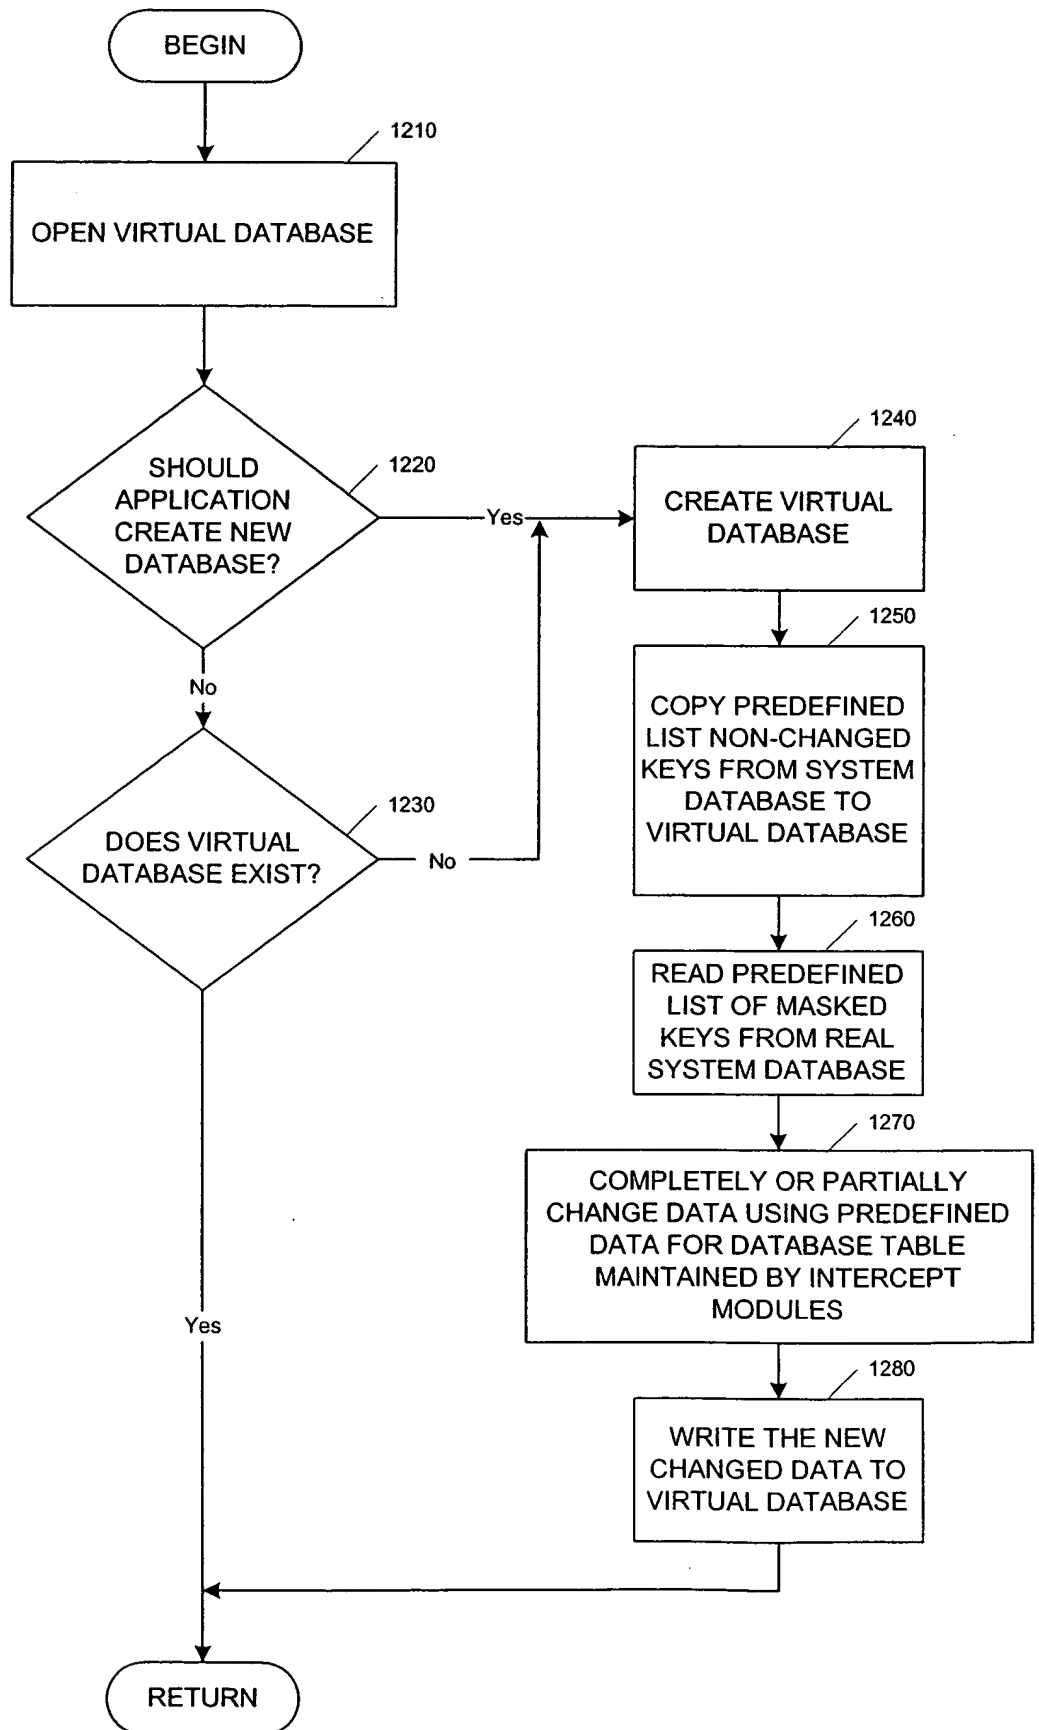 BEGIN
1210
OPEN VIRTUAL DATABASE
1220
SHOULD
APPLICATION
CREATE NEW
DATABASE?
Yes
No
1230
DOES VIRTUAL
DATABASE EXIST?
No
Yes
1240
CREATE VIRTUAL
DATABASE
1250
COPY PREDEFINED
LIST NON-CHANGED
KEYS FROM SYSTEM
DATABASE TO
VIRTUAL DATABASE
1260
READ PREDEFINED
LIST OF MASKED
KEYS FROM REAL
SYSTEM DATABASE
1270
COMPLETELY OR PARTIALLY
CHANGE DATA USING PREDEFINED
DATA FOR DATABASE TABLE
MAINTAINED BY INTERCEPT
MODULES
1280
WRITE THE NEW
CHANGED DATA TO
VIRTUAL DATABASE
RETURN